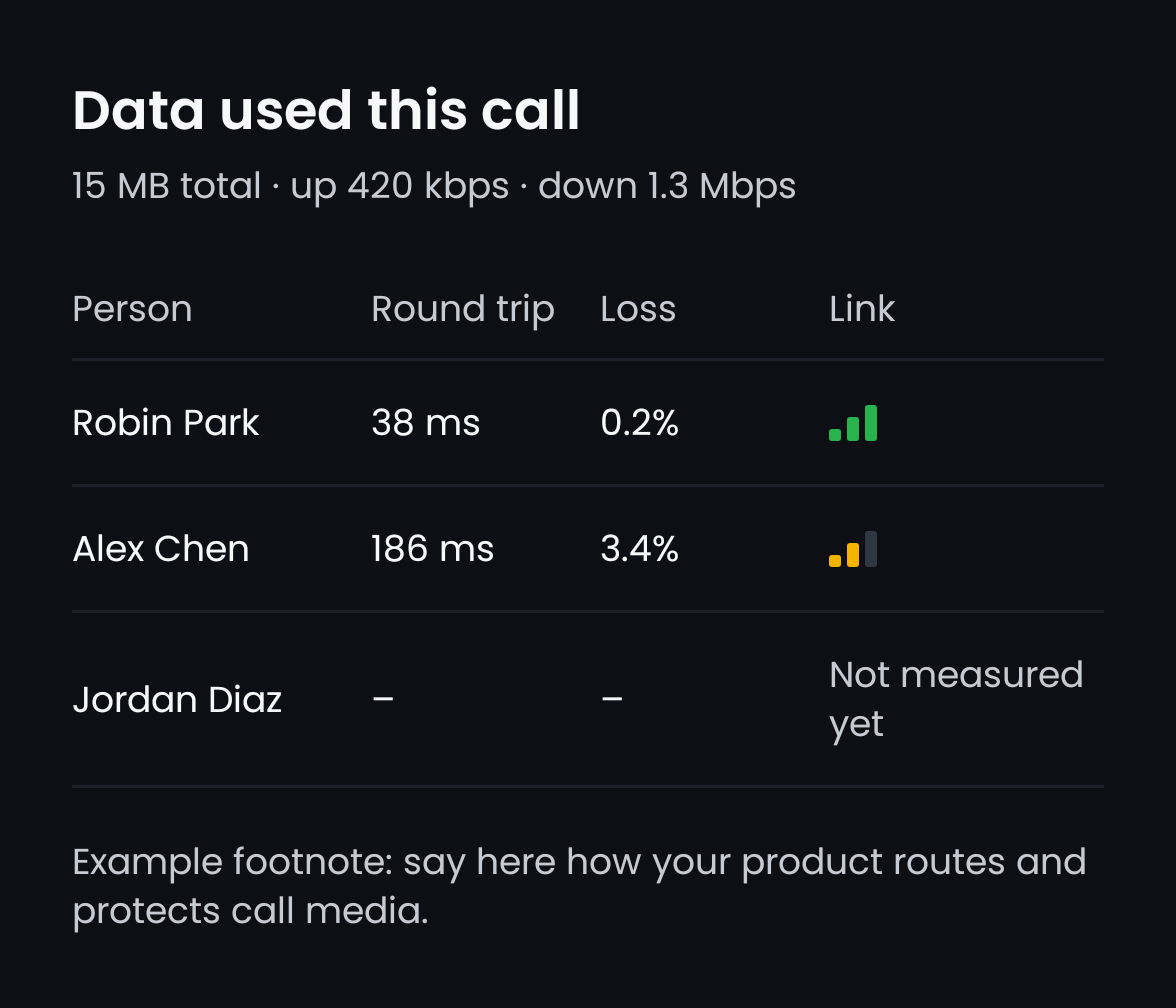 Data used this call
15 MB total · up 420 kbps · down 1.3 Mbps
Person Round trip Loss Link
Robin Park 38 ms 0.2%
Alex Chen 186 ms 3.4%
Jordan Diaz – – Not measured
yet
Example footnote: say here how your product routes and
protects call media.